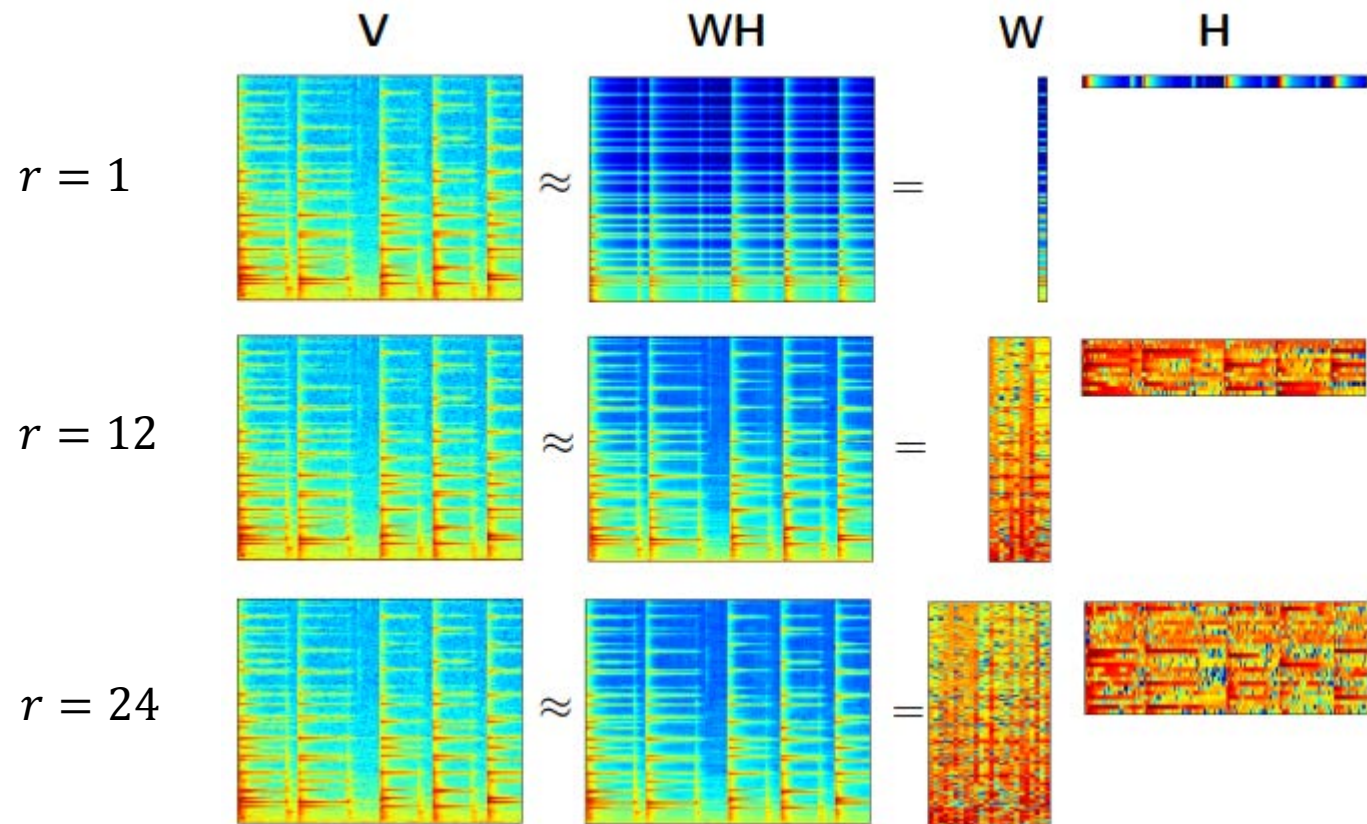 V WH W H
r = 1 ≈ =
r = 12 ≈ =
r = 24 ≈ =